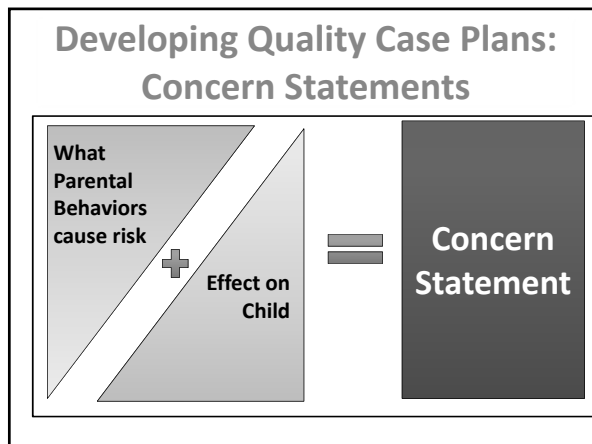 Developing Quality Case Plans:
Concern Statements
What
Parental
Behaviors
cause risk
Effect on
Child
Concern
Statement